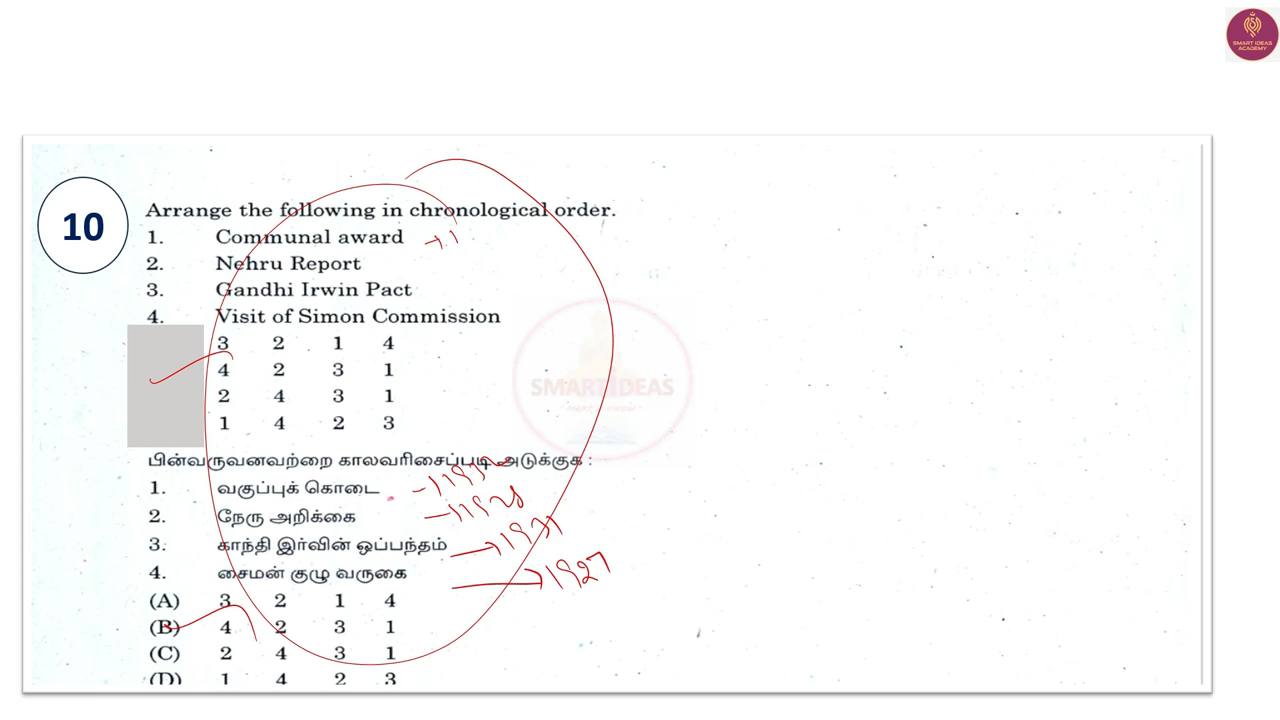 SMART IDEAS
ACADEMY
10
Arrange the following in chronological order.
1. Communal award → 1
2. Nehru Report
3. Gandhi Irwin Pact
4. Visit of Simon Commission
3 2 1 4
4 2 3 1
2 4 3 1
1 4 2 3
SMART IDEAS
பின்வருவனவற்றை காலவரிசைப்படி அடுக்குக :
1. வகுப்புக் கொடை → 1932
2. நேரு அறிக்கை → 1928
3. காந்தி இர்வின் ஒப்பந்தம் → 1931
4. சைமன் குழு வருகை → 1927
(A) 3 2 1 4
(B) 4 2 3 1
(C) 2 4 3 1
(D) 1 4 2 3